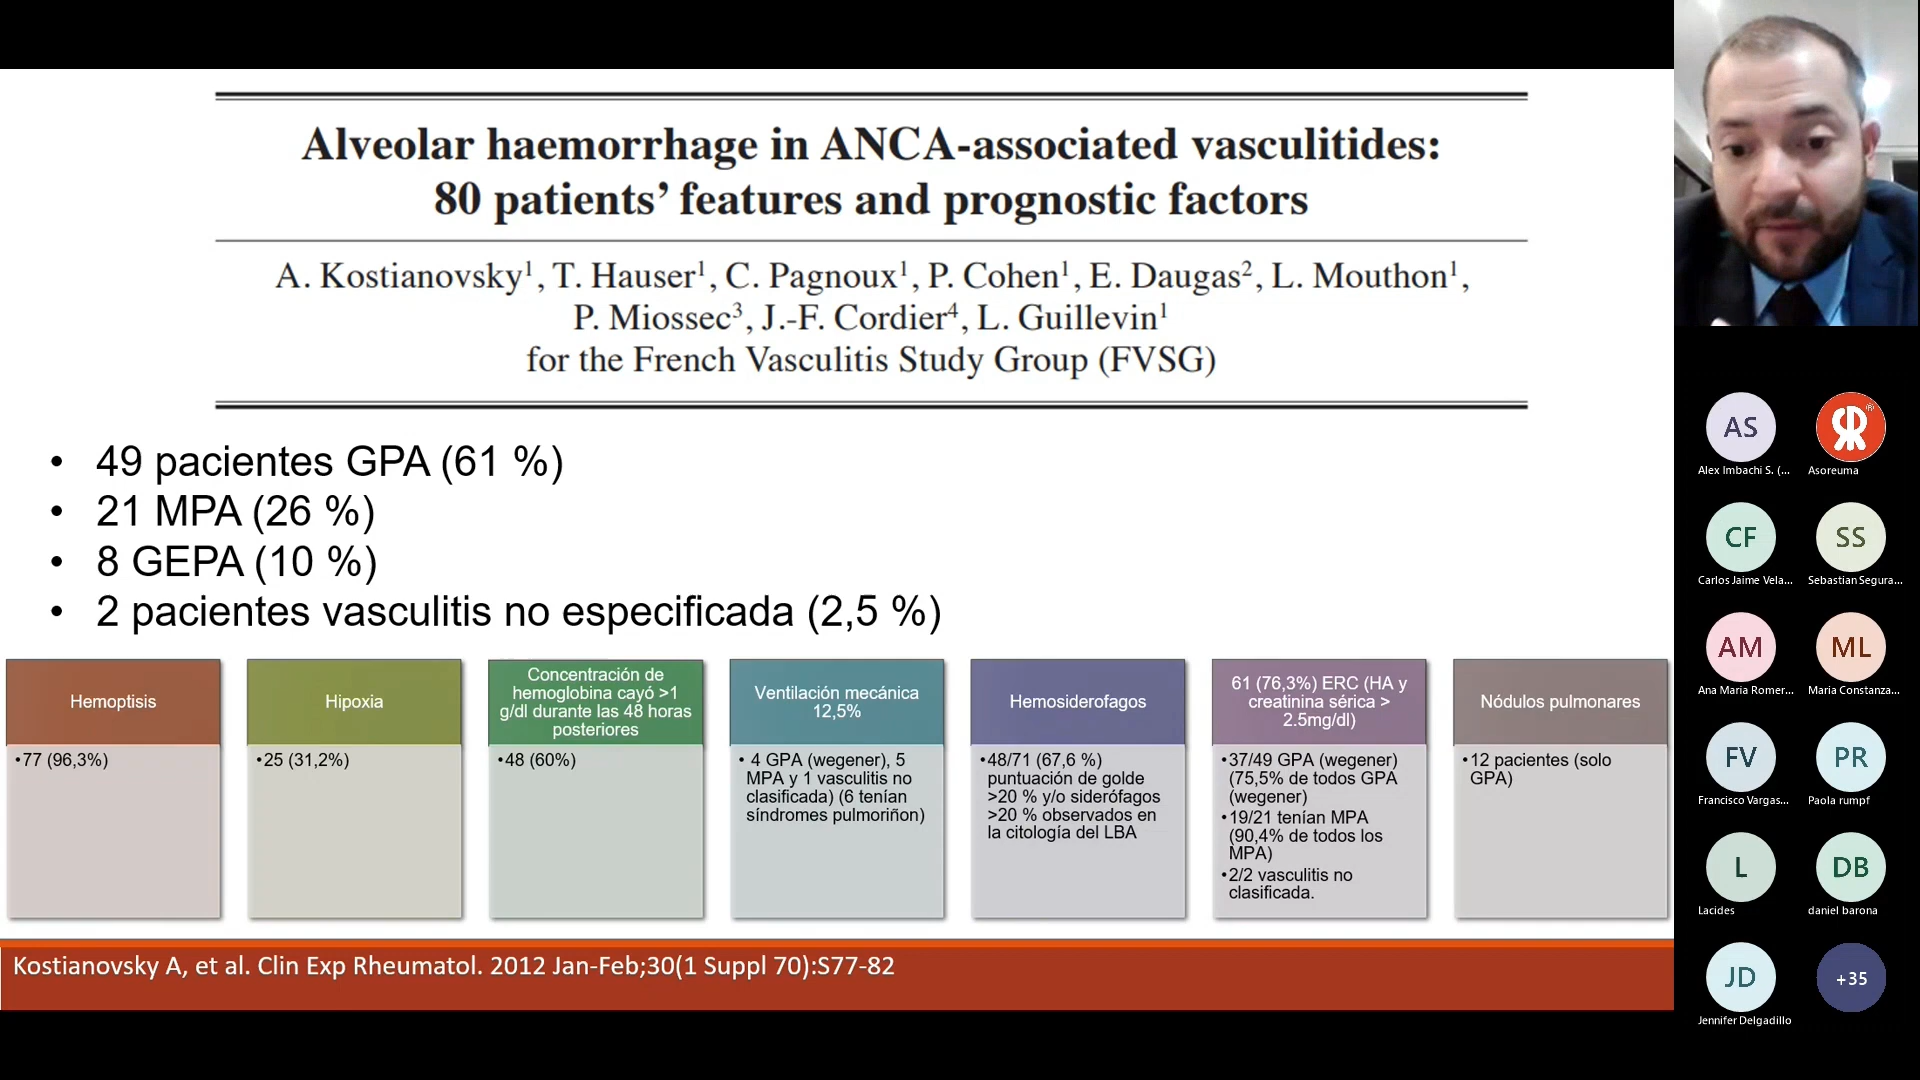 Alveolar haemorrhage in ANCA-associated vasculitides:
80 patients' features and prognostic factors
A. Kostianovsky¹, T. Hauser¹, C. Pagnoux¹, P. Cohen¹, E. Daugas², L. Mouthon¹,
P. Miossec³, J.-F. Cordier⁴, L. Guillevin¹
for the French Vasculitis Study Group (FVSG)
• 49 pacientes GPA (61 %)
• 21 MPA (26 %)
• 8 GEPA (10 %)
• 2 pacientes vasculitis no especificada (2,5 %)
Hemoptisis
•77 (96,3%)
Hipoxia
•25 (31,2%)
Concentración de
hemoglobina cayó >1
g/dl durante las 48 horas
posteriores
•48 (60%)
Ventilación mecánica
12,5%
• 4 GPA (wegener), 5
MPA y 1 vasculitis no
clasificada) (6 tenían
síndromes pulmoriñon)
Hemosiderofagos
•48/71 (67,6 %)
puntuación de golde
>20 % y/o siderófagos
>20 % observados en
la citología del LBA
61 (76,3%) ERC (HA y
creatinina sérica >
2.5mg/dl)
•37/49 GPA (wegener)
(75,5% de todos GPA
(wegener)
•19/21 tenían MPA
(90,4% de todos los
MPA)
•2/2 vasculitis no
clasificada.
Nódulos pulmonares
•12 pacientes (solo
GPA)
Kostianovsky A, et al. Clin Exp Rheumatol. 2012 Jan-Feb;30(1 Suppl 70):S77-82
AS
Alex Imbachi S. (...
Asoreuma
CF
Carlos Jaime Vela...
SS
Sebastian Segura...
AM
Ana Maria Romer...
ML
Maria Constanza...
FV
Francisco Vargas...
PR
Paola rumpf
L
Lacides
DB
daniel barona
JD
Jennifer Delgadillo
+35